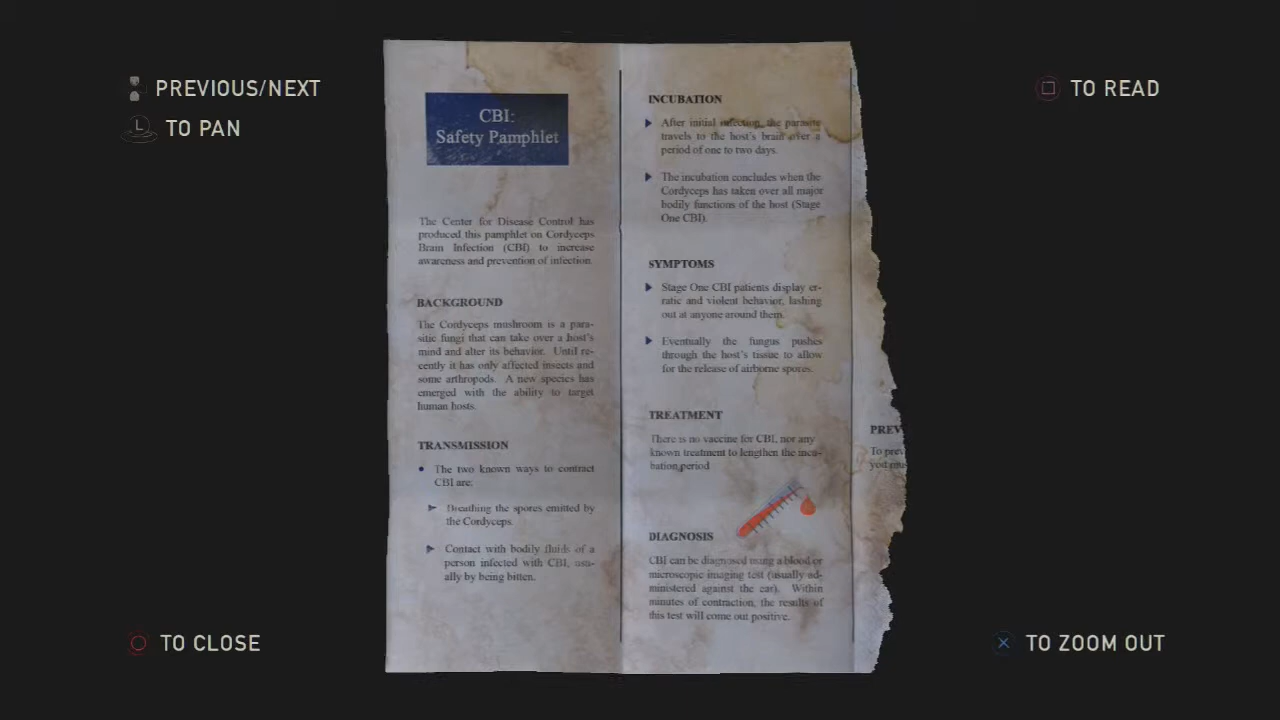 PREVIOUS/NEXT
L
TO PAN
TO READ
CBI:
Safety Pamphlet
The Center for Disease Control has
produced this pamphlet on Cordyceps
Brain Infection (CBI) to increase
awareness and prevention of infection.
BACKGROUND
The Cordyceps mushroom is a para-
sitic fungi that can take over a host's
mind and alter its behavior. Until re-
cently it has only affected insects and
some arthropods. A new species has
emerged with the ability to target
human hosts.
TRANSMISSION
The two known ways to contract
CBI are:
Breathing the spores emitted by
the Cordyceps.
Contact with bodily fluids of a
person infected with CBI, usu-
ally by being bitten.
INCUBATION
After initial infection, the parasite
travels to the host's brain over a
period of one to two days.
The incubation concludes when the
Cordyceps has taken over all major
bodily functions of the host (Stage
One CBI).
SYMPTOMS
Stage One CBI patients display er-
ratic and violent behavior, lashing
out at anyone around them.
Eventually the fungus pushes
through the host's tissue to allow
for the release of airborne spores.
TREATMENT
There is no vaccine for CBI, nor any
known treatment to lengthen the incu-
bation period
DIAGNOSIS
CBI can be diagnosed using a blood or
microscopic imaging test (usually ad-
ministered against the ear). Within
minutes of contraction, the results of
this test will come out positive.
PREV
To prev
you mu
TO CLOSE
TO ZOOM OUT